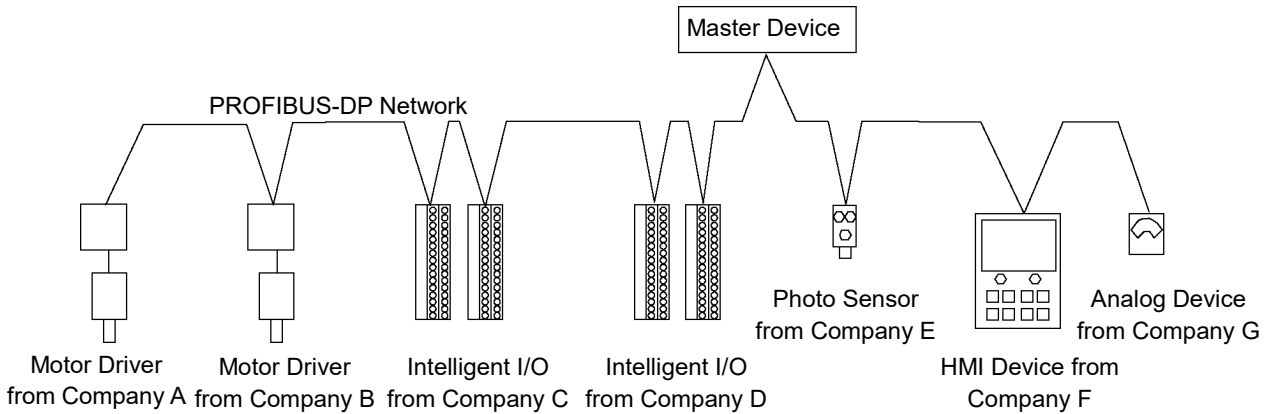 Master Device
PROFIBUS-DP Network
Motor Driver
from Company A
Motor Driver
from Company B
Intelligent I/O
from Company C
Intelligent I/O
from Company D
Photo Sensor
from Company E
HMI Device from
Company F
Analog Device
from Company G